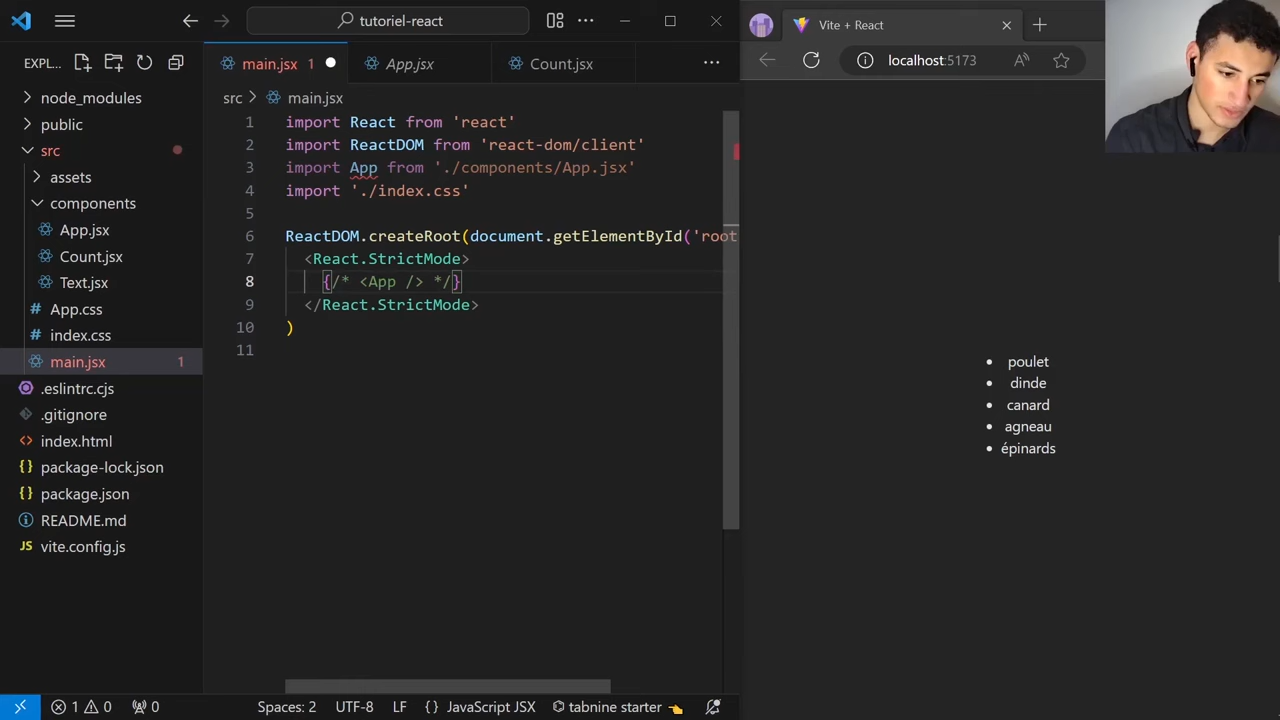 tutoriel-react
EXPL...
node_modules
public
src
assets
components
App.jsx
Count.jsx
Text.jsx
App.css
index.css
main.jsx 1
.eslintrc.cjs
.gitignore
index.html
package-lock.json
package.json
README.md
vite.config.js
main.jsx 1
App.jsx
Count.jsx
src > main.jsx
1 import React from 'react'
2 import ReactDOM from 'react-dom/client'
3 import App from './components/App.jsx'
4 import './index.css'
5
6 ReactDOM.createRoot(document.getElementById('root
7 <React.StrictMode>
8 {/* <App /> */}
9 </React.StrictMode>
10 )
11
1 0 0
Spaces: 2 UTF-8 LF {} JavaScript JSX tabnine starter 👈
Vite + React
localhost:5173
• poulet
• dinde
• canard
• agneau
• épinards